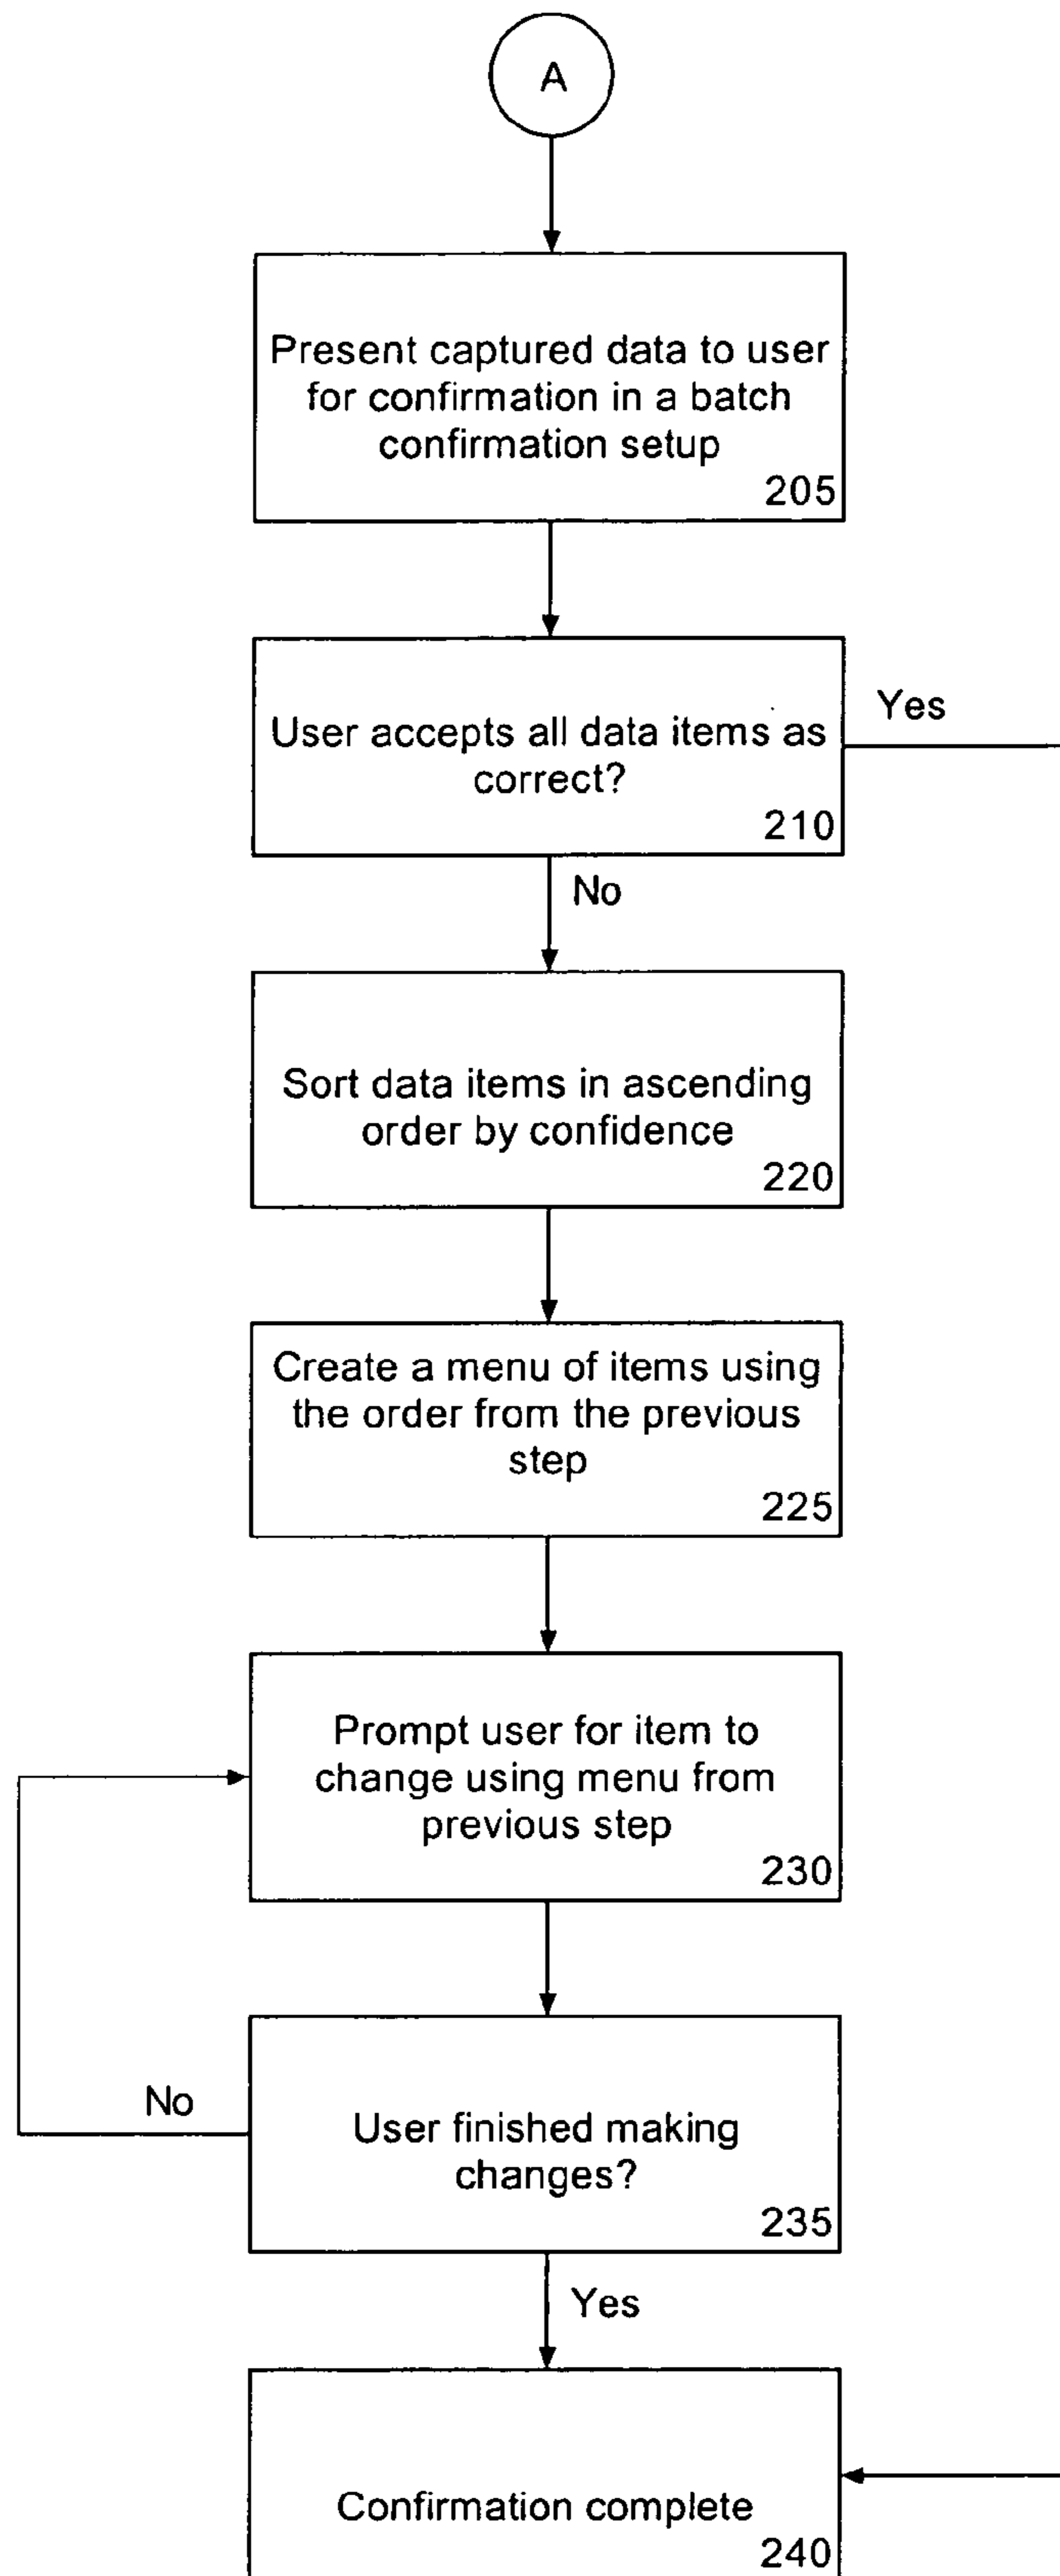 A
Present captured data to user
for confirmation in a batch
confirmation setup
205
User accepts all data items as
correct?
210
Yes
No
Sort data items in ascending
order by confidence
220
Create a menu of items using
the order from the previous
step
225
Prompt user for item to
change using menu from
previous step
230
No
User finished making
changes?
235
Yes
Confirmation complete
240